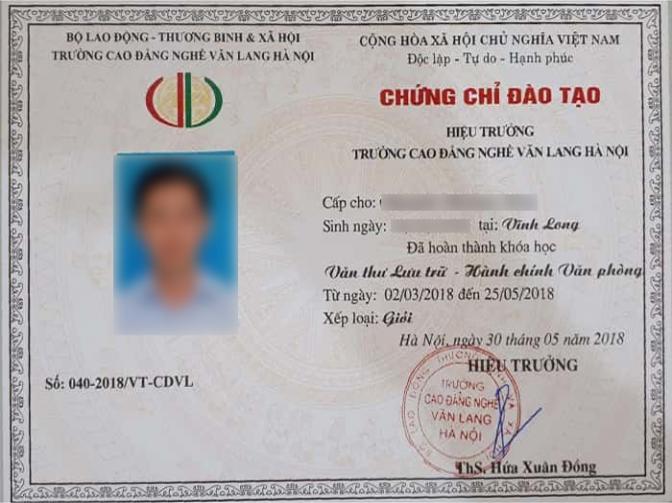 BỘ LAO ĐỘNG - THƯƠNG BINH & XÃ HỘI
TRƯỜNG CAO ĐẲNG NGHỀ VĂN LANG HÀ NỘI
CỘNG HÒA XÃ HỘI CHỦ NGHĨA VIỆT NAM
Độc lập - Tự do - Hạnh phúc
CHỨNG CHỈ ĐÀO TẠO
HIỆU TRƯỞNG
TRƯỜNG CAO ĐẲNG NGHỀ VĂN LANG HÀ NỘI
Cấp cho:
Sinh ngày: tại: Vĩnh Long
Đã hoàn thành khóa học
Văn thư Lưu trữ - Hành chính Văn phòng
Từ ngày: 02/03/2018 đến 25/05/2018
Xếp loại: Giỏi
Hà Nội, ngày 30 tháng 05 năm 2018
HIỆU TRƯỞNG
Số: 040-2018/VT-CDVL
TRƯỜNG
CAO ĐẲNG NGHỀ
VĂN LANG
HÀ NỘI
ThS. Hứa Xuân Đồng